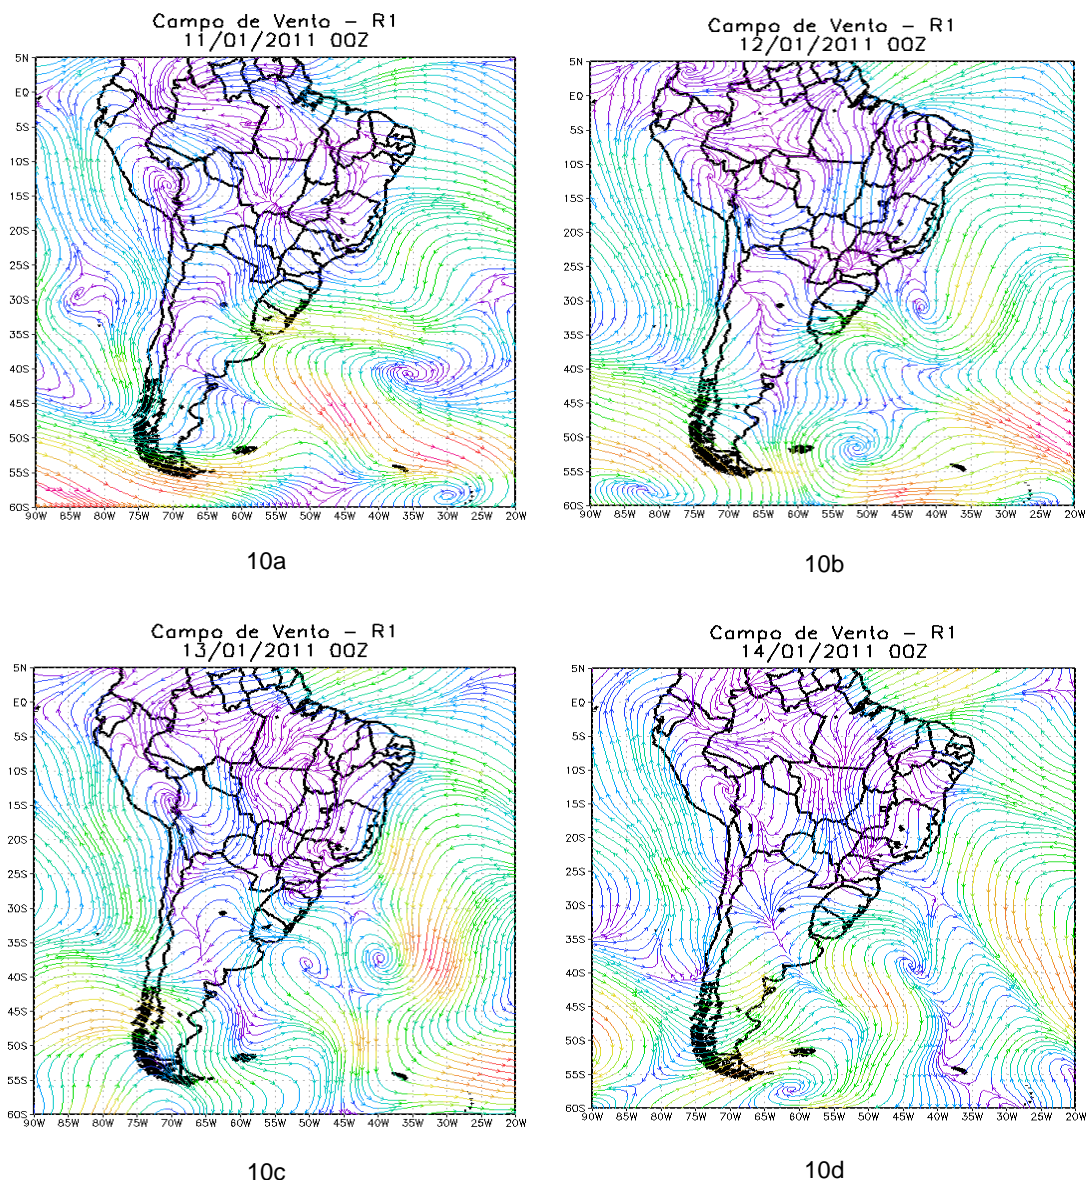 Campo de Vento – R1
11/01/2011 00Z
5N
EQ
5S
10S
15S
20S
25S
30S
35S
40S
45S
50S
55S
60S
90W 85W 80W 75W 70W 65W 60W 55W 50W 45W 40W 35W 30W 25W 20W
10a
Campo de Vento – R1
12/01/2011 00Z
5N
EQ
5S
10S
15S
20S
25S
30S
35S
40S
45S
50S
55S
60S
90W 85W 80W 75W 70W 65W 60W 55W 50W 45W 40W 35W 30W 25W 20W
10b
Campo de Vento – R1
13/01/2011 00Z
5N
EQ
5S
10S
15S
20S
25S
30S
35S
40S
45S
50S
55S
60S
90W 85W 80W 75W 70W 65W 60W 55W 50W 45W 40W 35W 30W 25W 20W
10c
Campo de Vento – R1
14/01/2011 00Z
5N
EQ
5S
10S
15S
20S
25S
30S
35S
40S
45S
50S
55S
60S
90W 85W 80W 75W 70W 65W 60W 55W 50W 45W 40W 35W 30W 25W 20W
10d